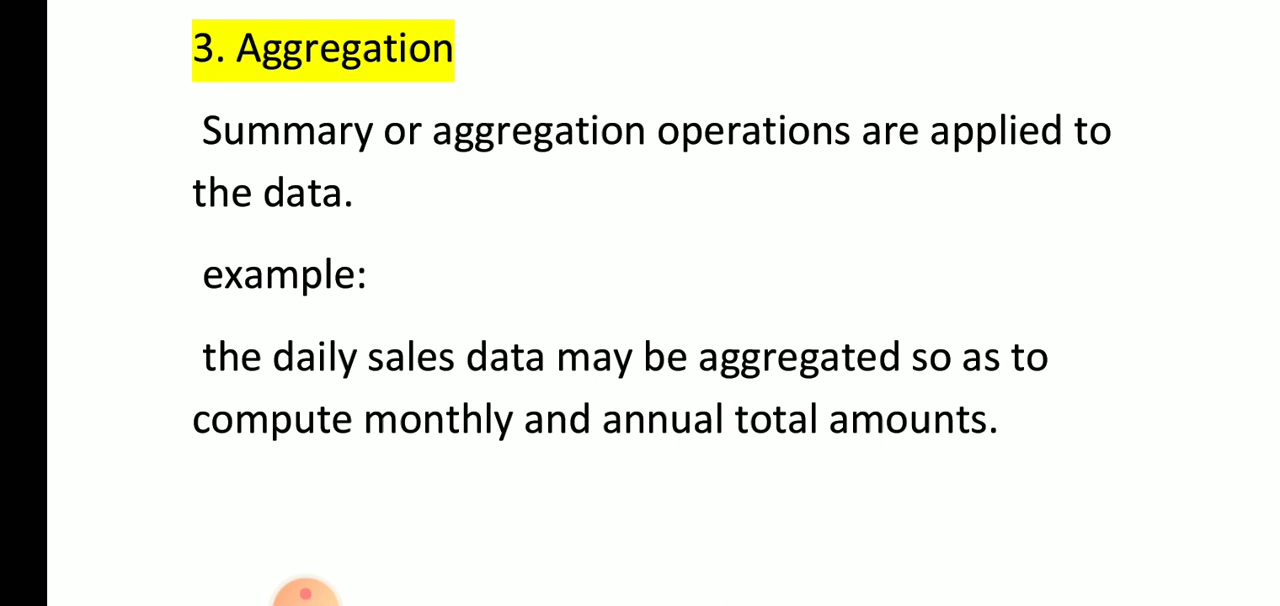 3. Aggregation
Summary or aggregation operations are applied to
the data.
example:
the daily sales data may be aggregated so as to
compute monthly and annual total amounts.